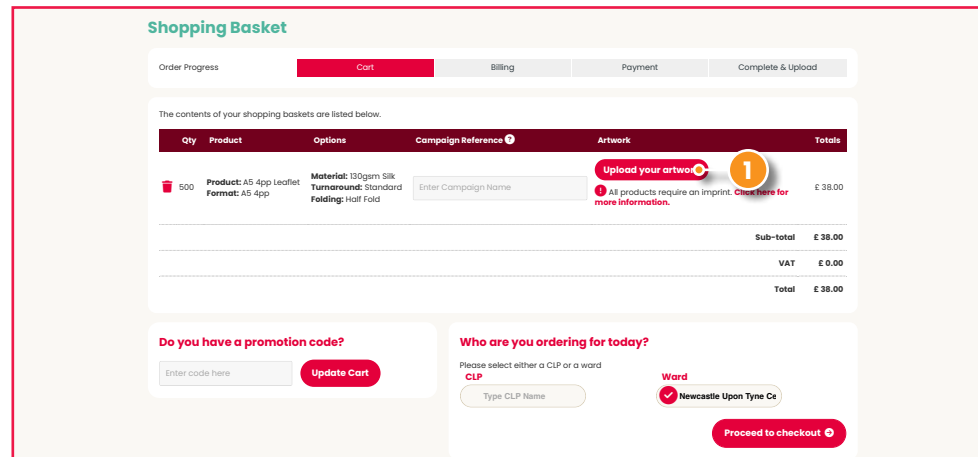 Shopping Basket
Order Progress
Cart
Billing
Payment
Complete & Upload
The contents of your shopping baskets are listed below.
Qty Product Options Campaign Reference ? Artwork Totals
500
Product: A5 4pp Leaflet
Format: A5 4pp
Material: 130gsm Silk
Turnaround: Standard
Folding: Half Fold
Enter Campaign Name
Upload your artwor
1
! All products require an imprint. Click here for
more information.
£ 38.00
Sub-total £ 38.00
VAT £ 0.00
Total £ 38.00
Do you have a promotion code?
Enter code here
Update Cart
Who are you ordering for today?
Please select either a CLP or a ward
CLP
Type CLP Name
Ward
Newcastle Upon Tyne Ce
Proceed to checkout